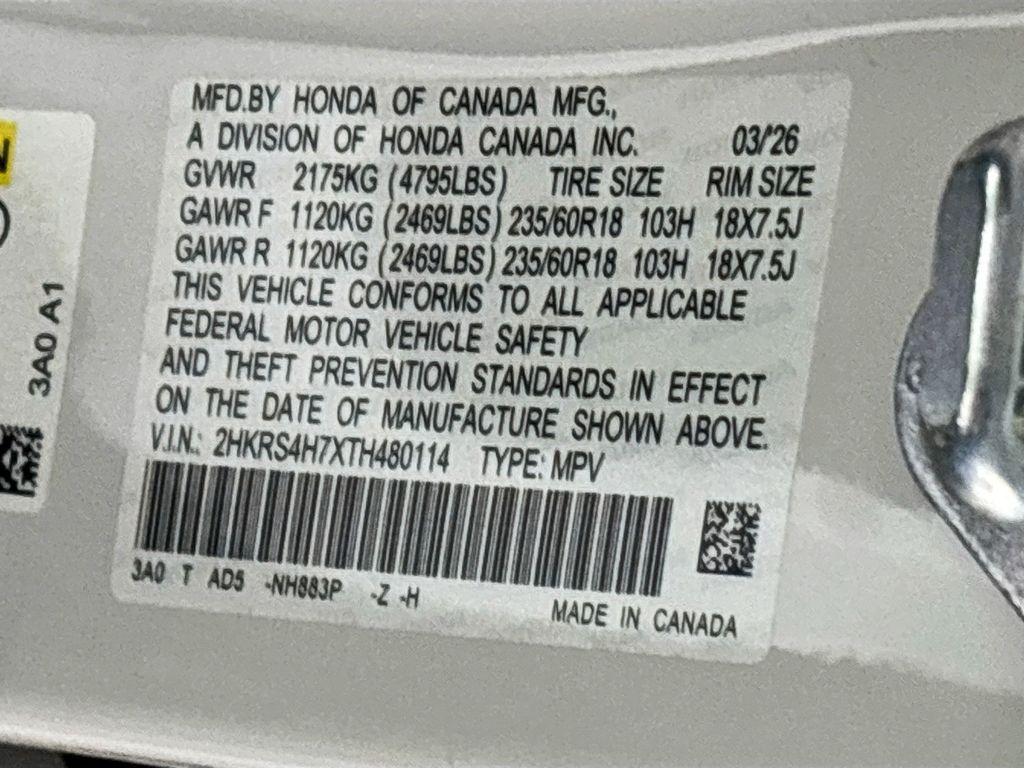 MFD.BY HONDA OF CANADA MFG.,
A DIVISION OF HONDA CANADA INC. 03/26
GVWR 2175KG (4795LBS) TIRE SIZE RIM SIZE
GAWR F 1120KG (2469LBS) 235/60R18 103H 18X7.5J
GAWR R 1120KG (2469LBS) 235/60R18 103H 18X7.5J
THIS VEHICLE CONFORMS TO ALL APPLICABLE
FEDERAL MOTOR VEHICLE SAFETY
AND THEFT PREVENTION STANDARDS IN EFFECT
ON THE DATE OF MANUFACTURE SHOWN ABOVE.
V.I.N.: 2HKRS4H7XTH480114 TYPE: MPV
3A0 T AD5 -NH883P -Z -H
MADE IN CANADA
3A0 A1